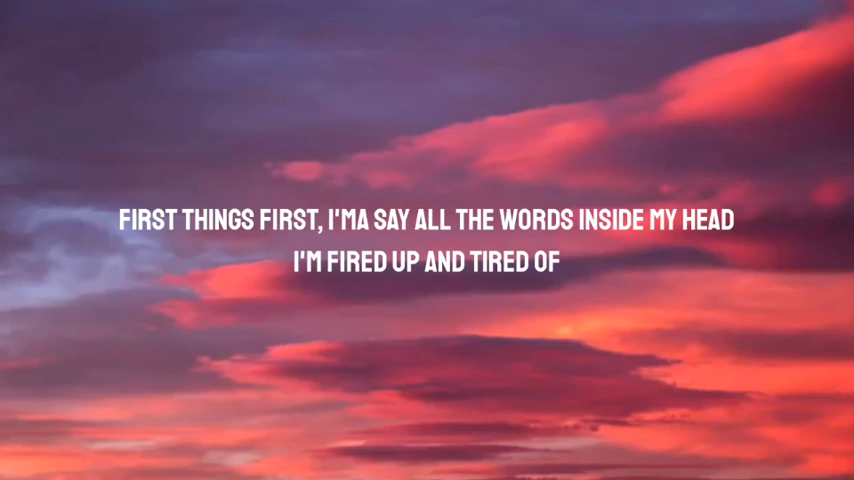 FIRST THINGS FIRST, I'MA SAY ALL THE WORDS INSIDE MY HEAD
I'M FIRED UP AND TIRED OF